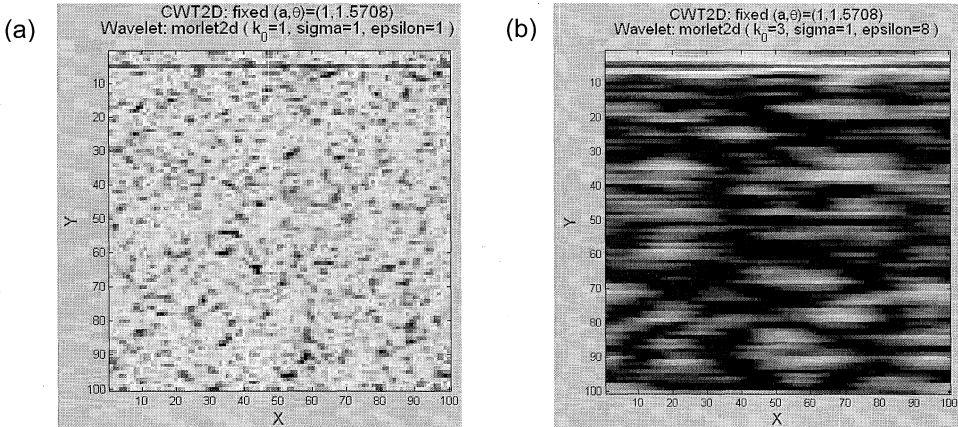 (a)
CWT2D: fixed (a,θ)=(1,1.5708)
Wavelet: morlet2d ( k_0=1, sigma=1, epsilon=1 )
10
20
30
40
50
60
70
80
90
100
Y
10 20 30 40 50 60 70 80 90 100
X
(b)
CWT2D: fixed (a,θ)=(1,1.5708)
Wavelet: morlet2d ( k_0=3, sigma=1, epsilon=8 )
10
20
30
40
50
60
70
80
90
100
Y
10 20 30 40 50 60 70 80 90 100
X